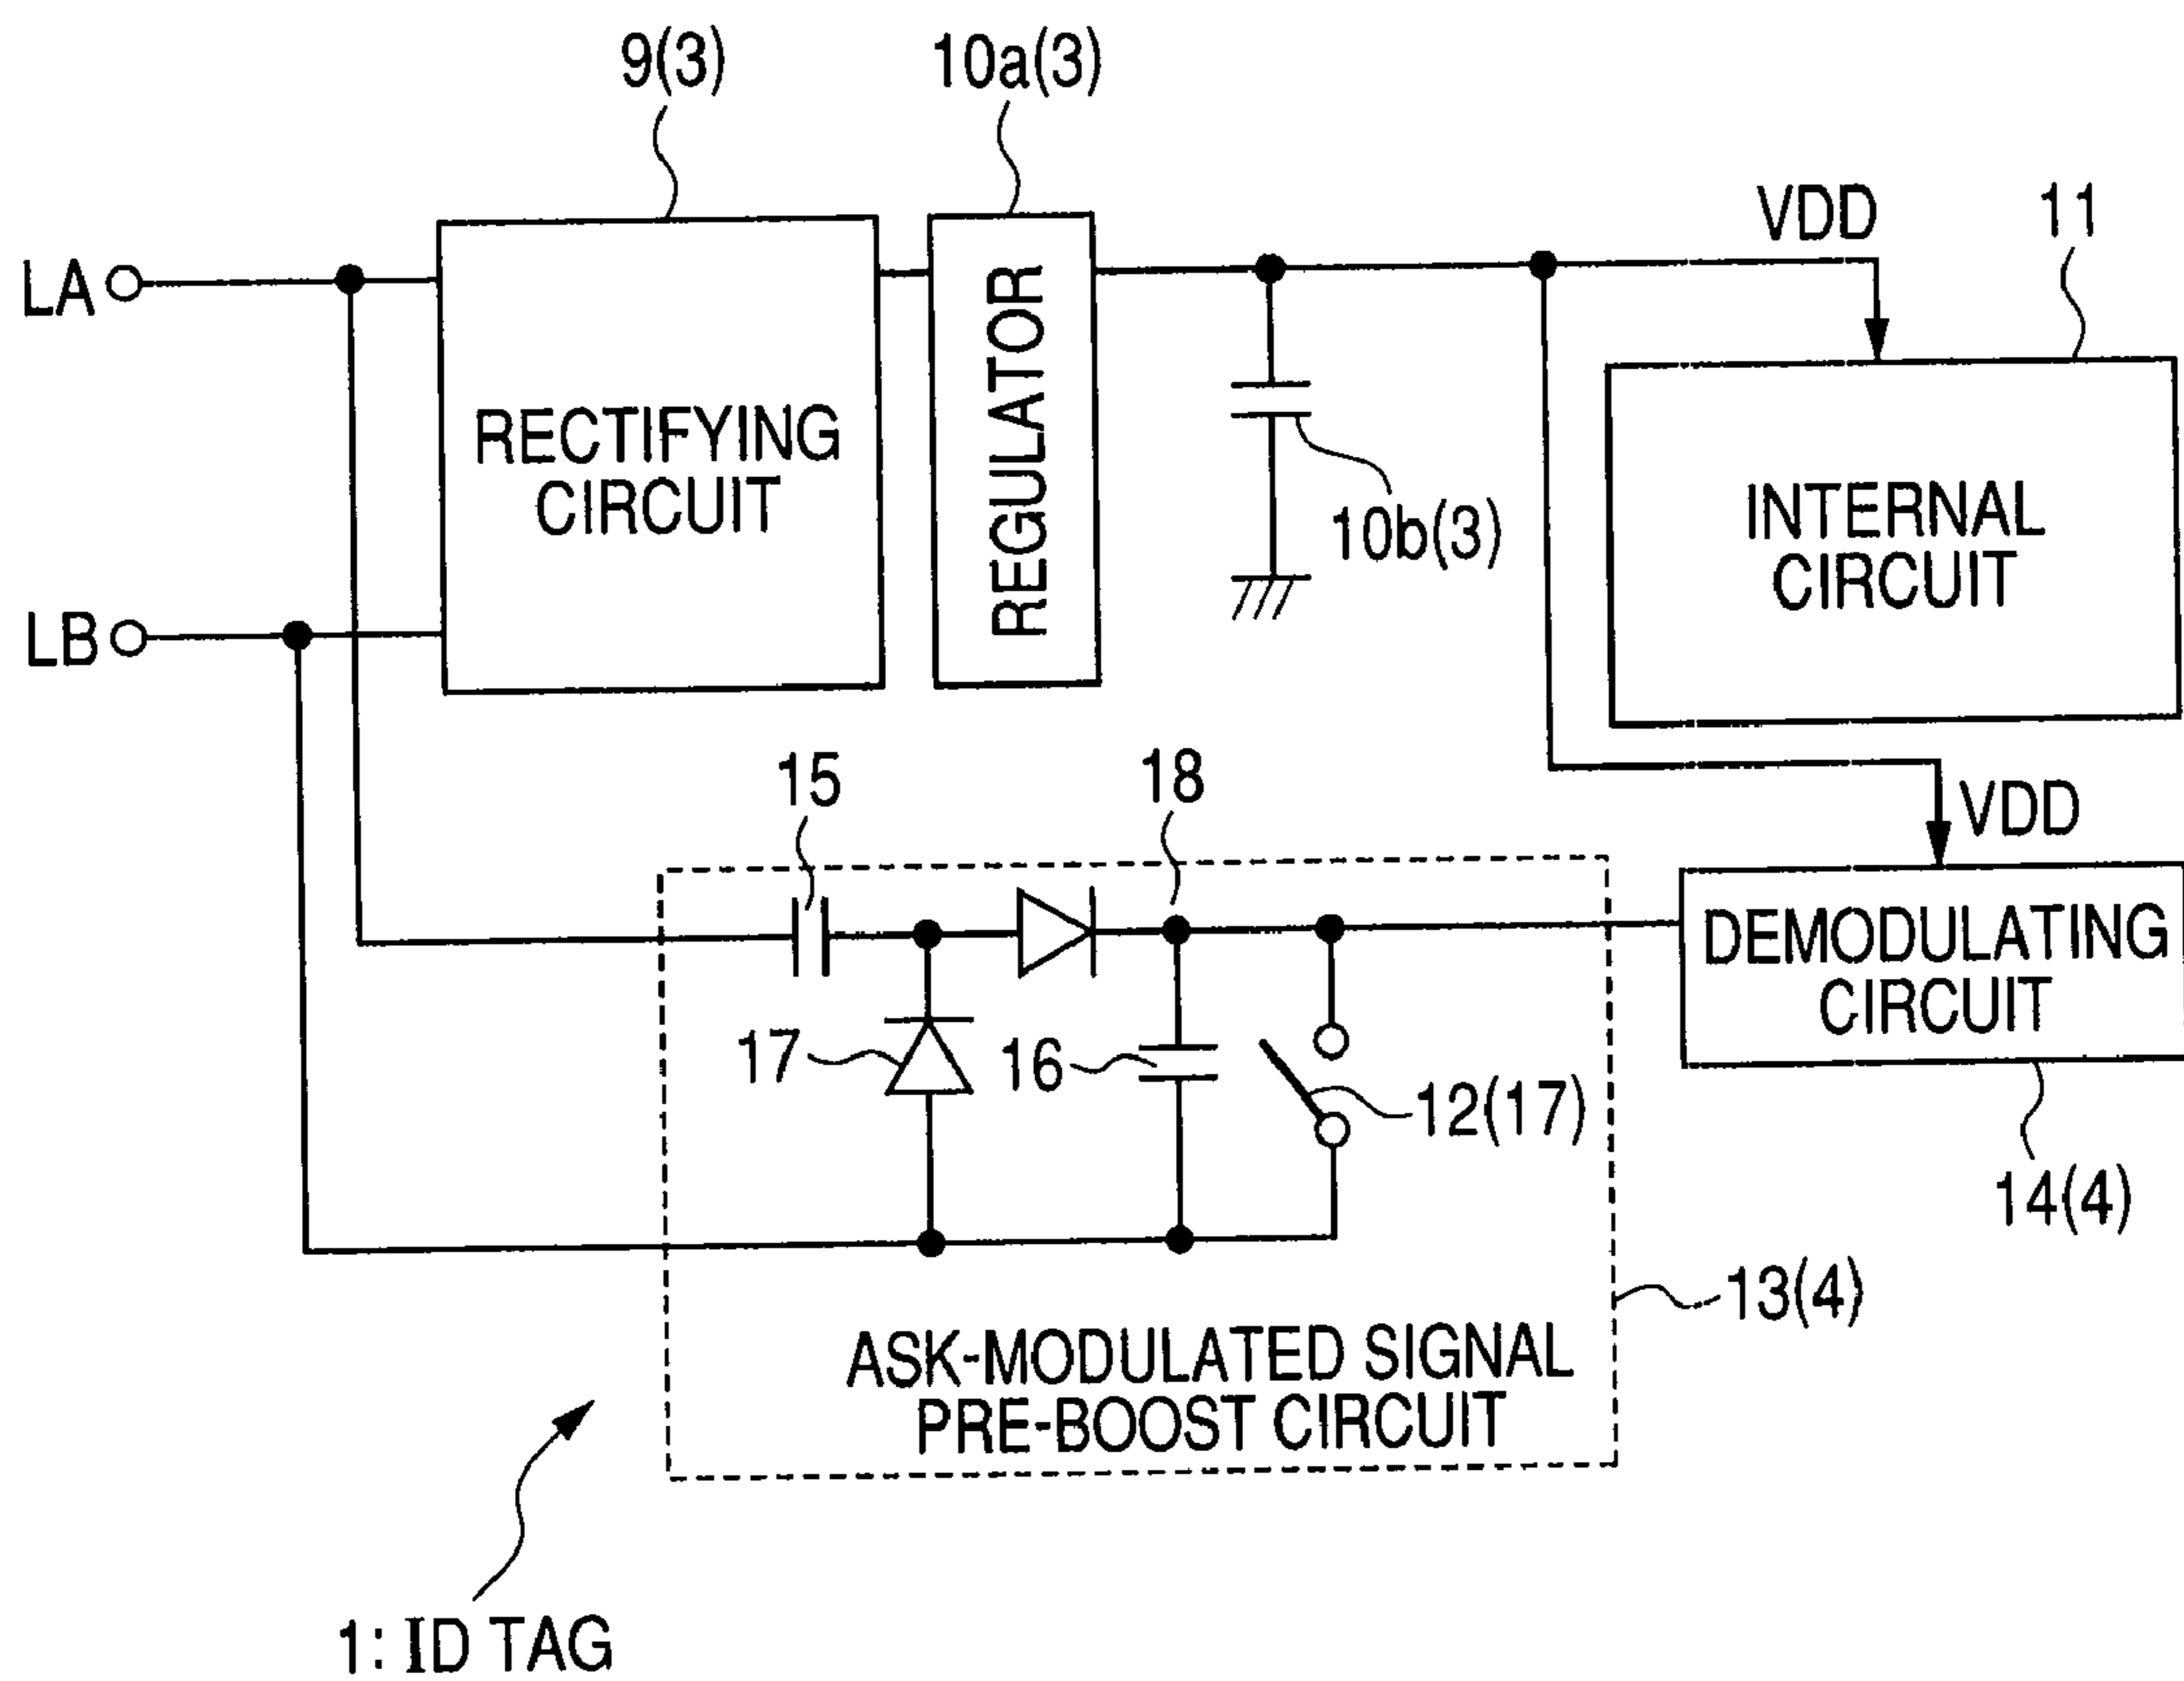 9(3)
10a(3)
VDD
11
LA
RECTIFYING
CIRCUIT
REGULATOR
10b(3)
INTERNAL
CIRCUIT
LB
15
18
VDD
DEMODULATING
CIRCUIT
17
16
12(17)
14(4)
13(4)
ASK-MODULATED SIGNAL
PRE-BOOST CIRCUIT
1: ID TAG